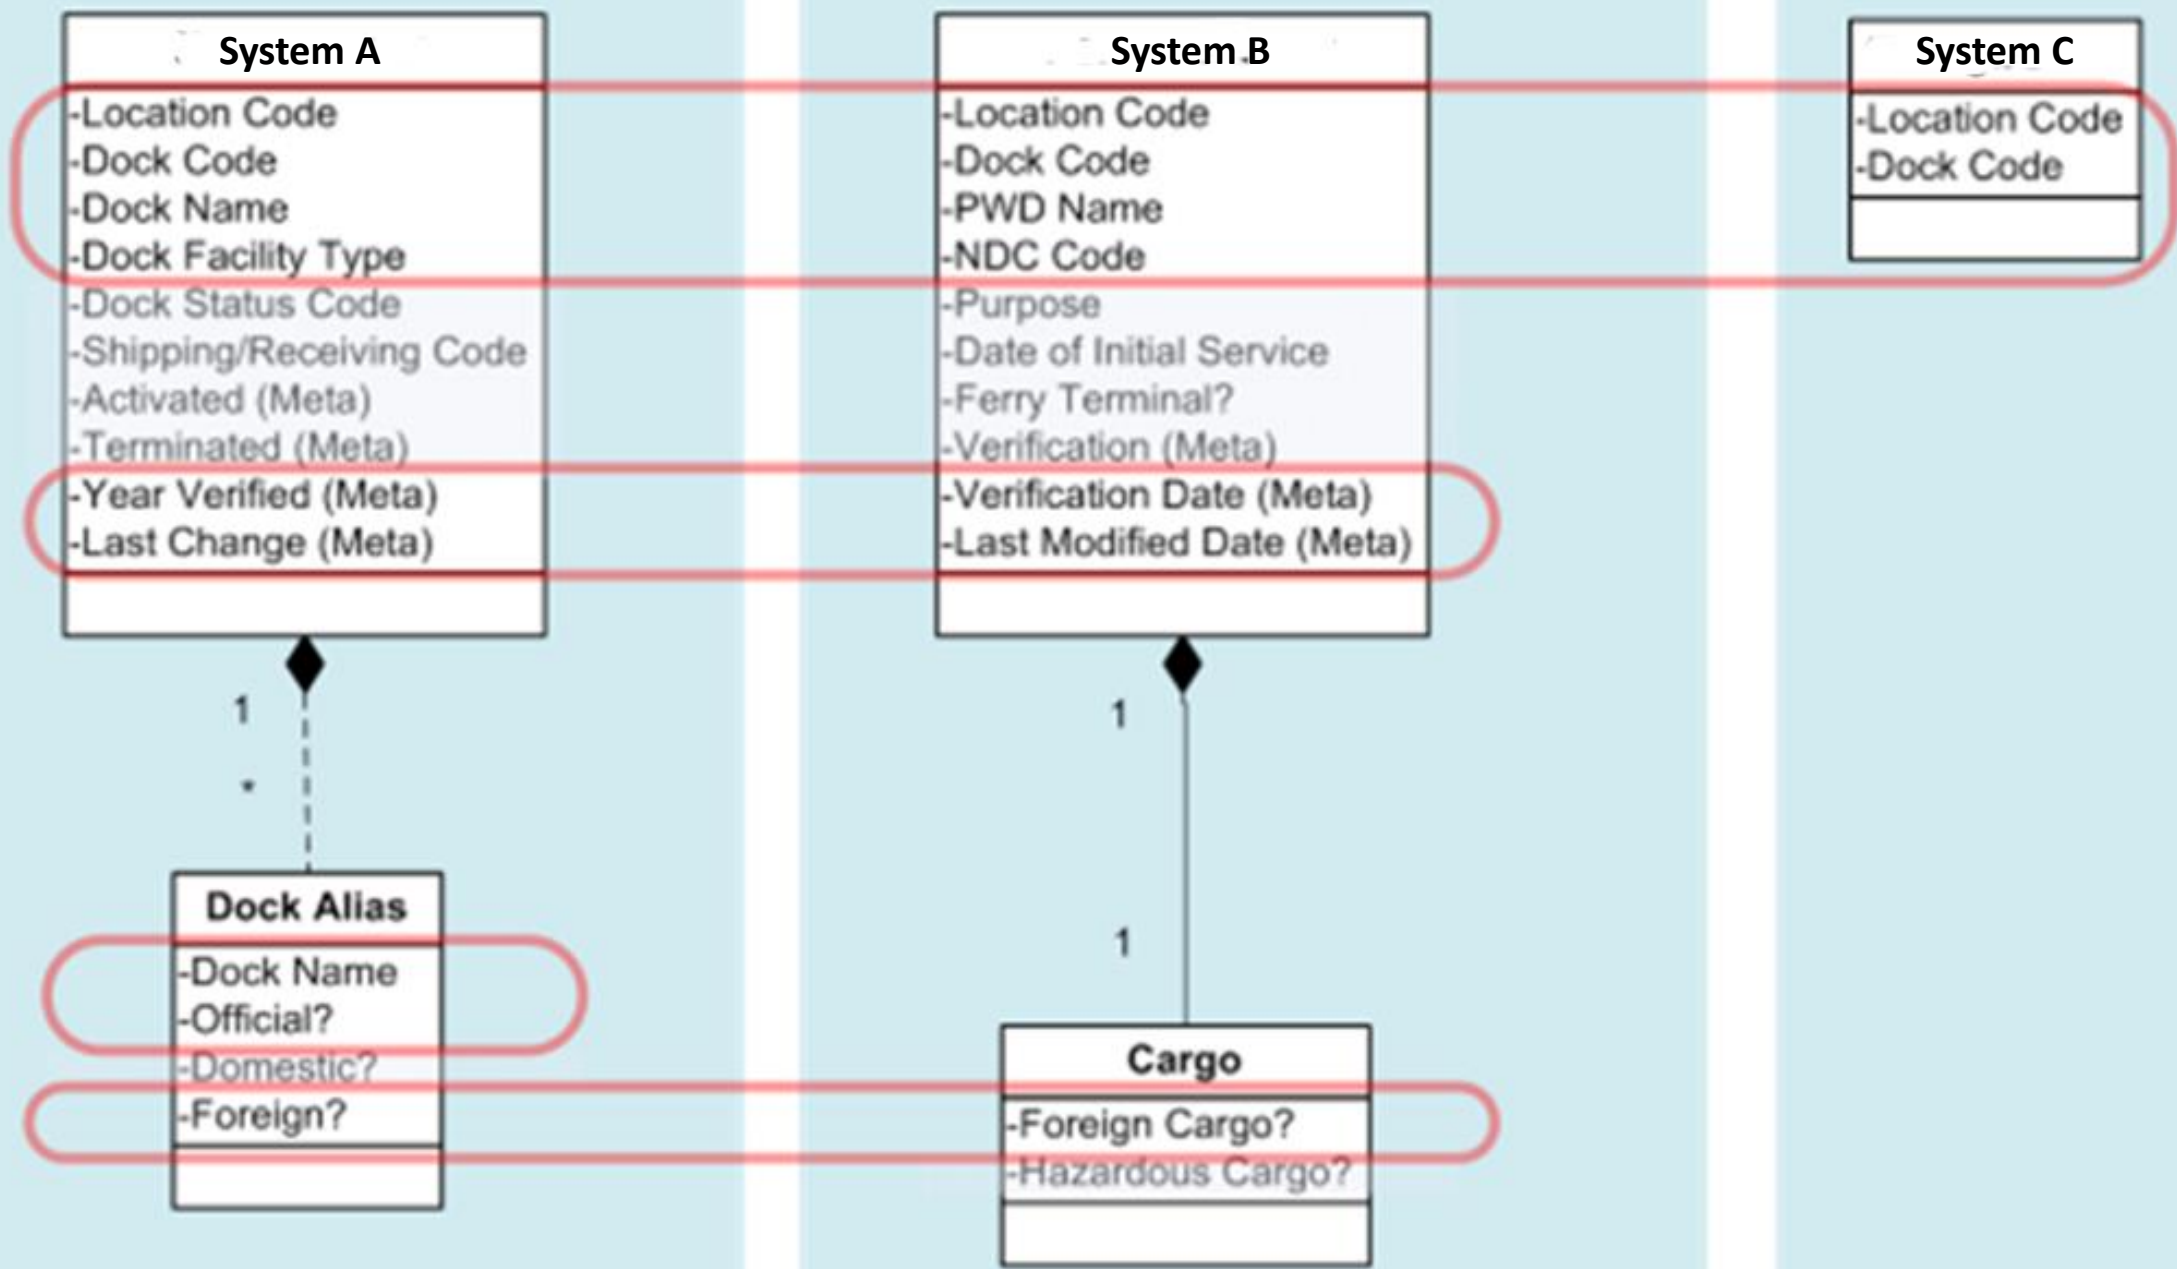 System A
-Location Code
-Dock Code
-Dock Name
-Dock Facility Type
-Dock Status Code
-Shipping/Receiving Code
-Activated (Meta)
-Terminated (Meta)
-Year Verified (Meta)
-Last Change (Meta)
1
*
Dock Alias
-Dock Name
-Official?
-Domestic?
-Foreign?
System B
-Location Code
-Dock Code
-PWD Name
-NDC Code
-Purpose
-Date of Initial Service
-Ferry Terminal?
-Verification (Meta)
-Verification Date (Meta)
-Last Modified Date (Meta)
1
1
Cargo
-Foreign Cargo?
-Hazardous Cargo?
System C
-Location Code
-Dock Code